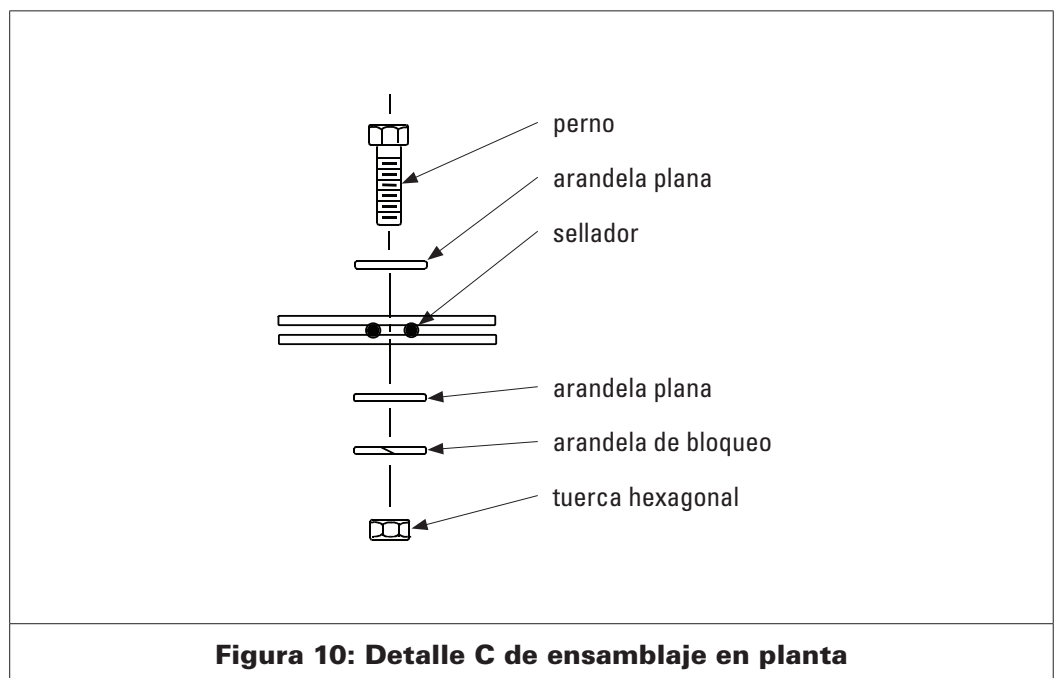 perno
arandela plana
sellador
arandela plana
arandela de bloqueo
tuerca hexagonal
Figura 10: Detalle C de ensamblaje en planta